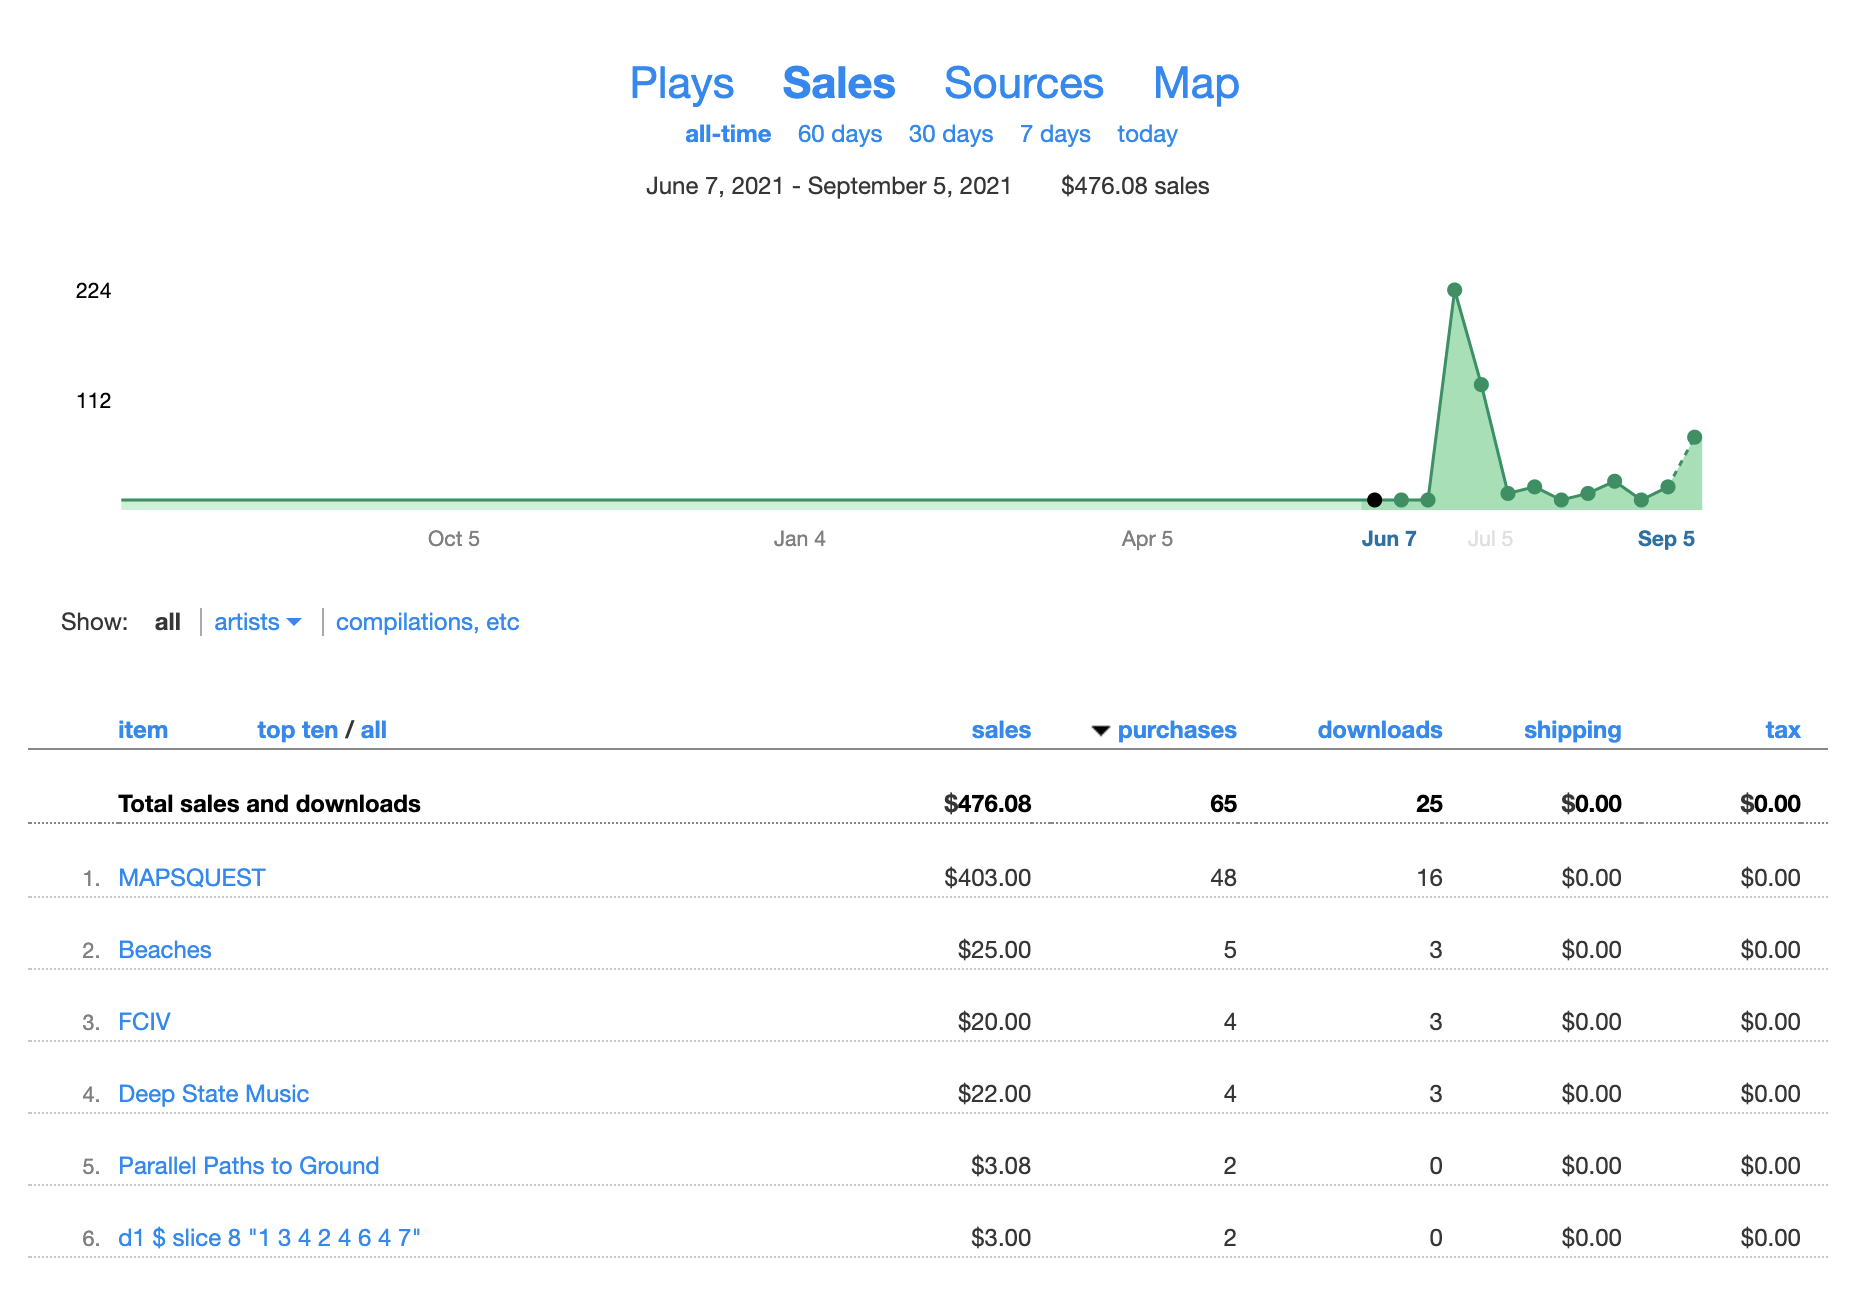 Plays Sales Sources Map
all-time 60 days 30 days 7 days today
June 7, 2021 - September 5, 2021 $476.08 sales
224
112
Oct 5 Jan 4 Apr 5 Jun 7 Jul 5 Sep 5
Show: all artists compilations, etc
item top ten / all sales purchases downloads shipping tax
Total sales and downloads $476.08 65 25 $0.00 $0.00
1. MAPSQUEST $403.00 48 16 $0.00 $0.00
2. Beaches $25.00 5 3 $0.00 $0.00
3. FCIV $20.00 4 3 $0.00 $0.00
4. Deep State Music $22.00 4 3 $0.00 $0.00
5. Parallel Paths to Ground $3.08 2 0 $0.00 $0.00
6. d1 $ slice 8 "1 3 4 2 4 6 4 7" $3.00 2 0 $0.00 $0.00